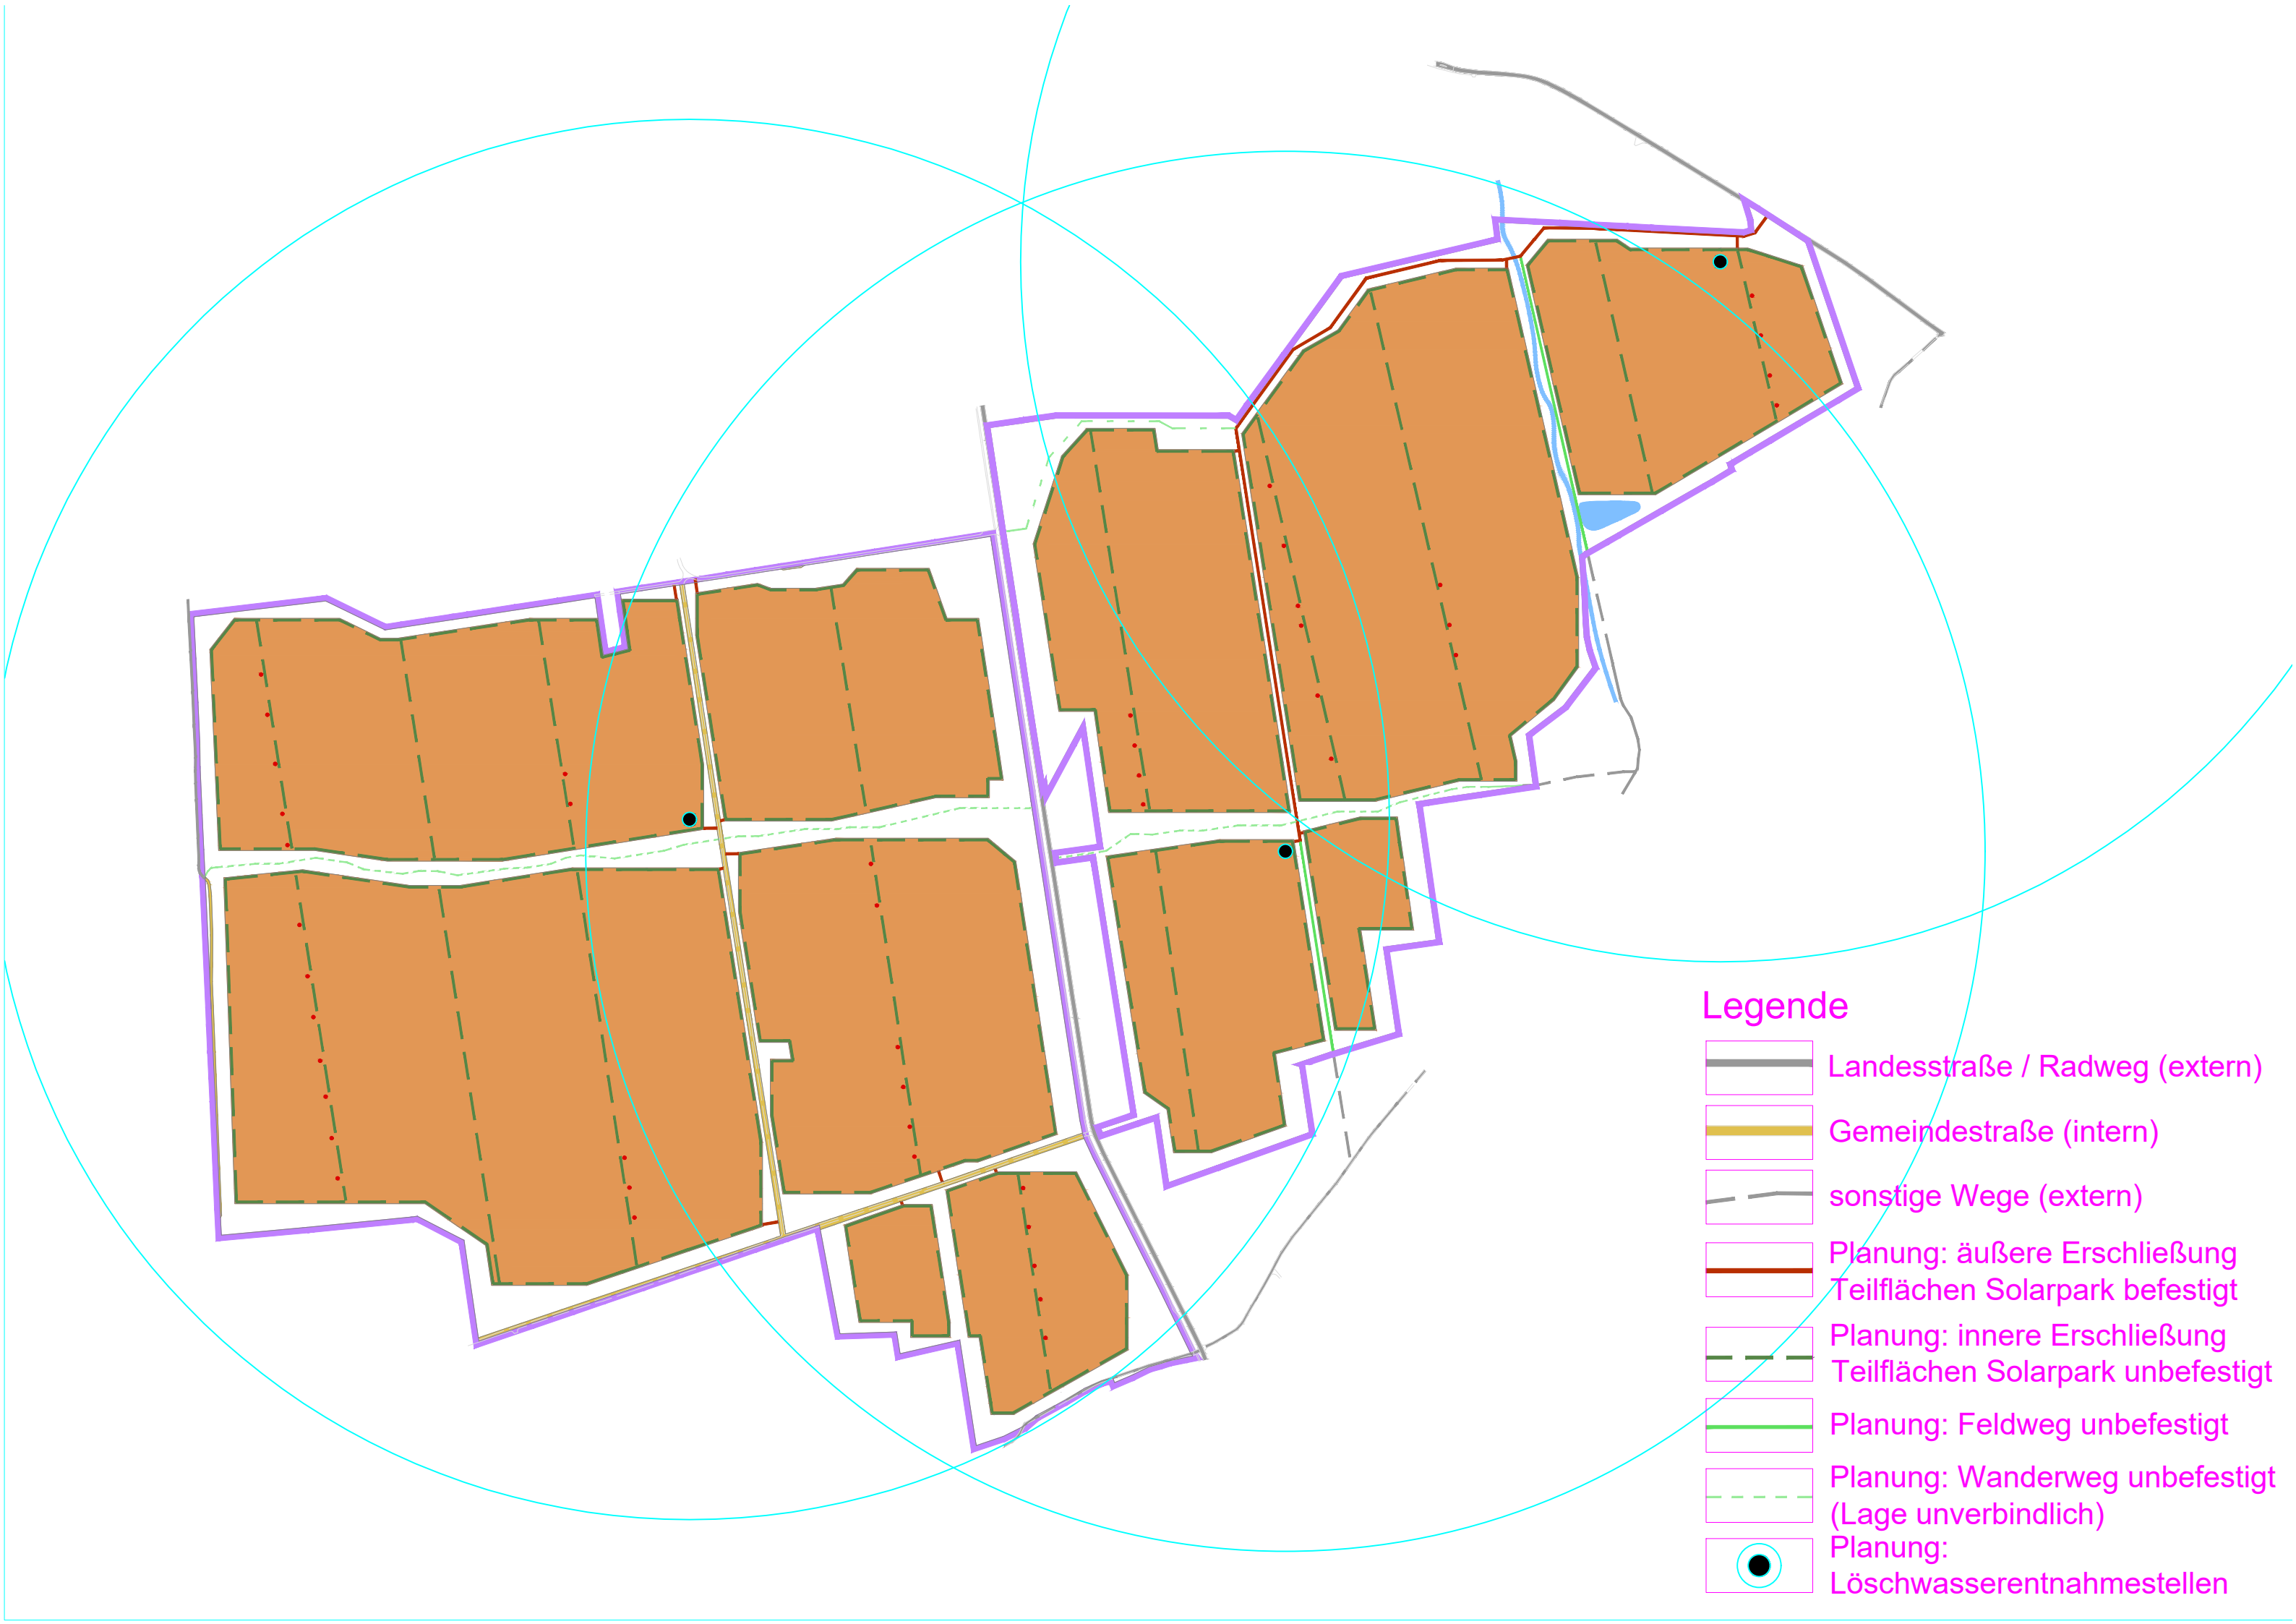 Legende
Landesstraße / Radweg (extern)
Gemeindestraße (intern)
sonstige Wege (extern)
Planung: äußere Erschließung
Teilflächen Solarpark befestigt
Planung: innere Erschließung
Teilflächen Solarpark unbefestigt
Planung: Feldweg unbefestigt
Planung: Wanderweg unbefestigt
(Lage unverbindlich)
Planung:
Löschwasserentnahmestellen